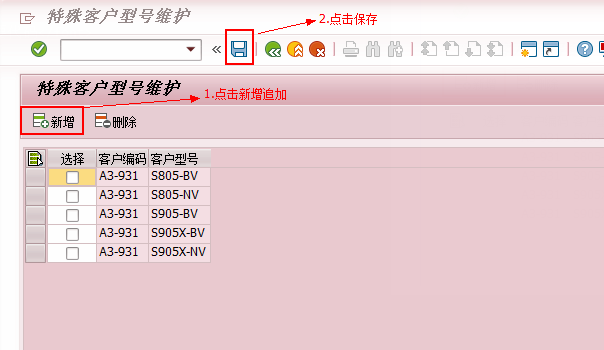 特殊客户型号维护
2.点击保存
特殊客户型号维护
1.点击新增追加
新增 删除
选择 客户编码 客户型号
A3-931 S805-BV
A3-931 S805-NV
A3-931 S905-BV
A3-931 S905X-BV
A3-931 S905X-NV